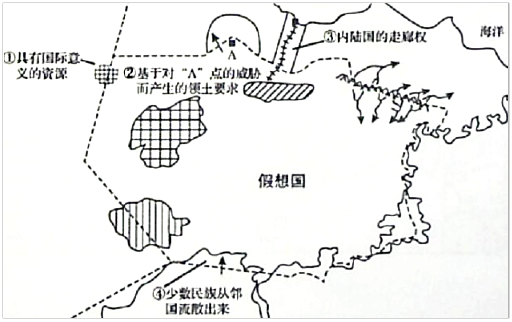 海洋
③内陆国的走廊权
A
①具有国际意
义的资源
②基于对“A”点的威胁
而产生的领土要求
假想国
④少数民族从邻
国流散出来